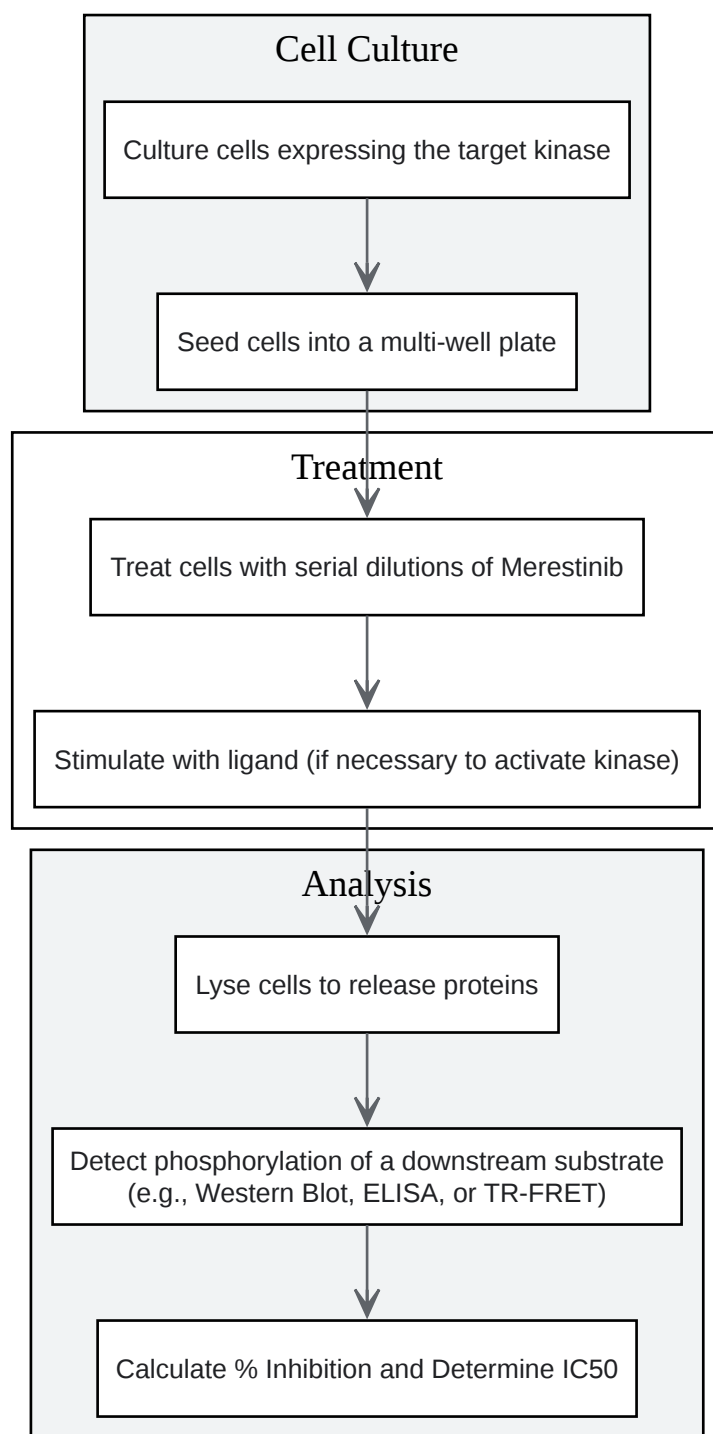 Cell Culture
Culture cells expressing the target kinase
Seed cells into a multi-well plate
Treatment
Treat cells with serial dilutions of Merestinib
Stimulate with ligand (if necessary to activate kinase)
Analysis
Lyse cells to release proteins
Detect phosphorylation of a downstream substrate
(e.g., Western Blot, ELISA, or TR-FRET)
Calculate % Inhibition and Determine IC50